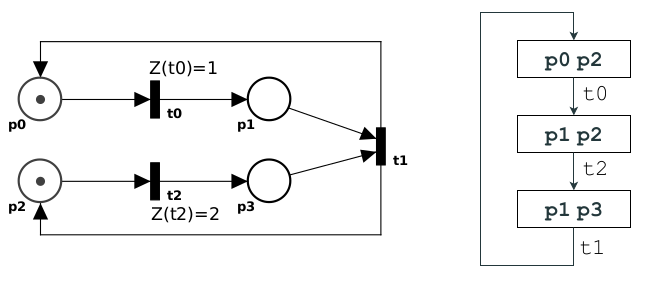 Z(t0)=1
p0
t0
p1
t1
p2
t2
p3
Z(t2)=2
p0 p2
t0
p1 p2
t2
p1 p3
t1